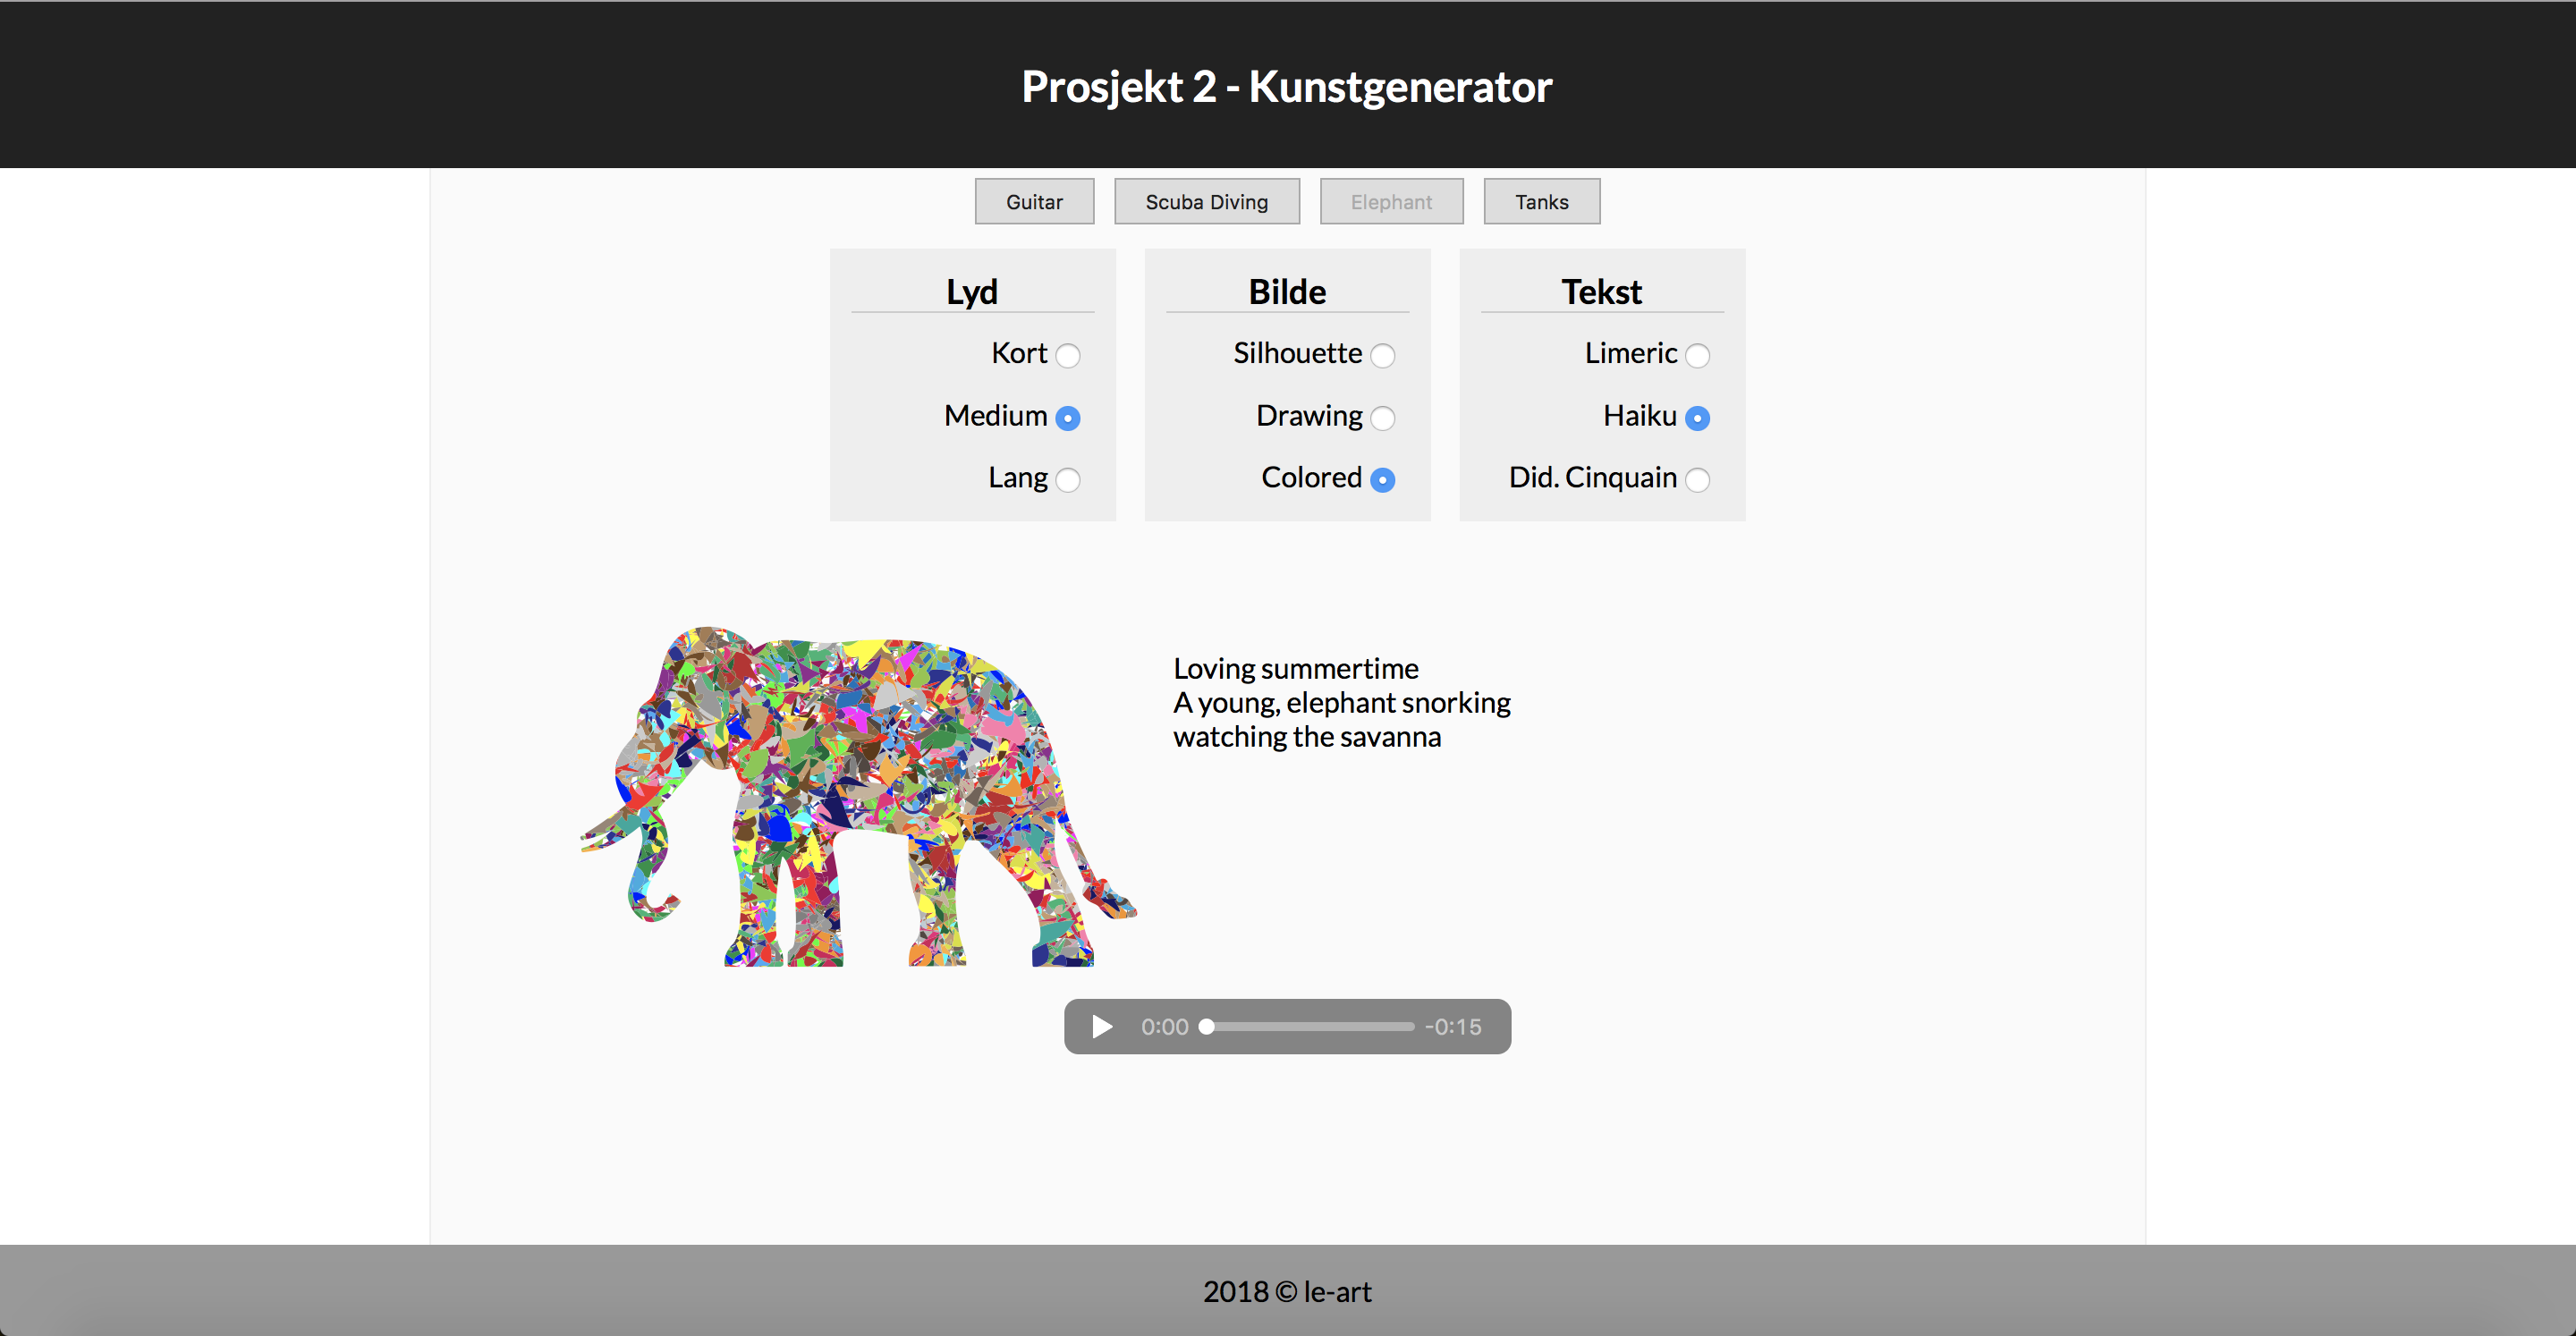 Prosjekt 2 - Kunstgenerator
Guitar
Scuba Diving
Elephant
Tanks
Lyd
Kort
Medium
Lang
Bilde
Silhouette
Drawing
Colored
Tekst
Limeric
Haiku
Did. Cinquain
Loving summertime
A young, elephant snorking
watching the savanna
0:00
-0:15
2018 © le-art